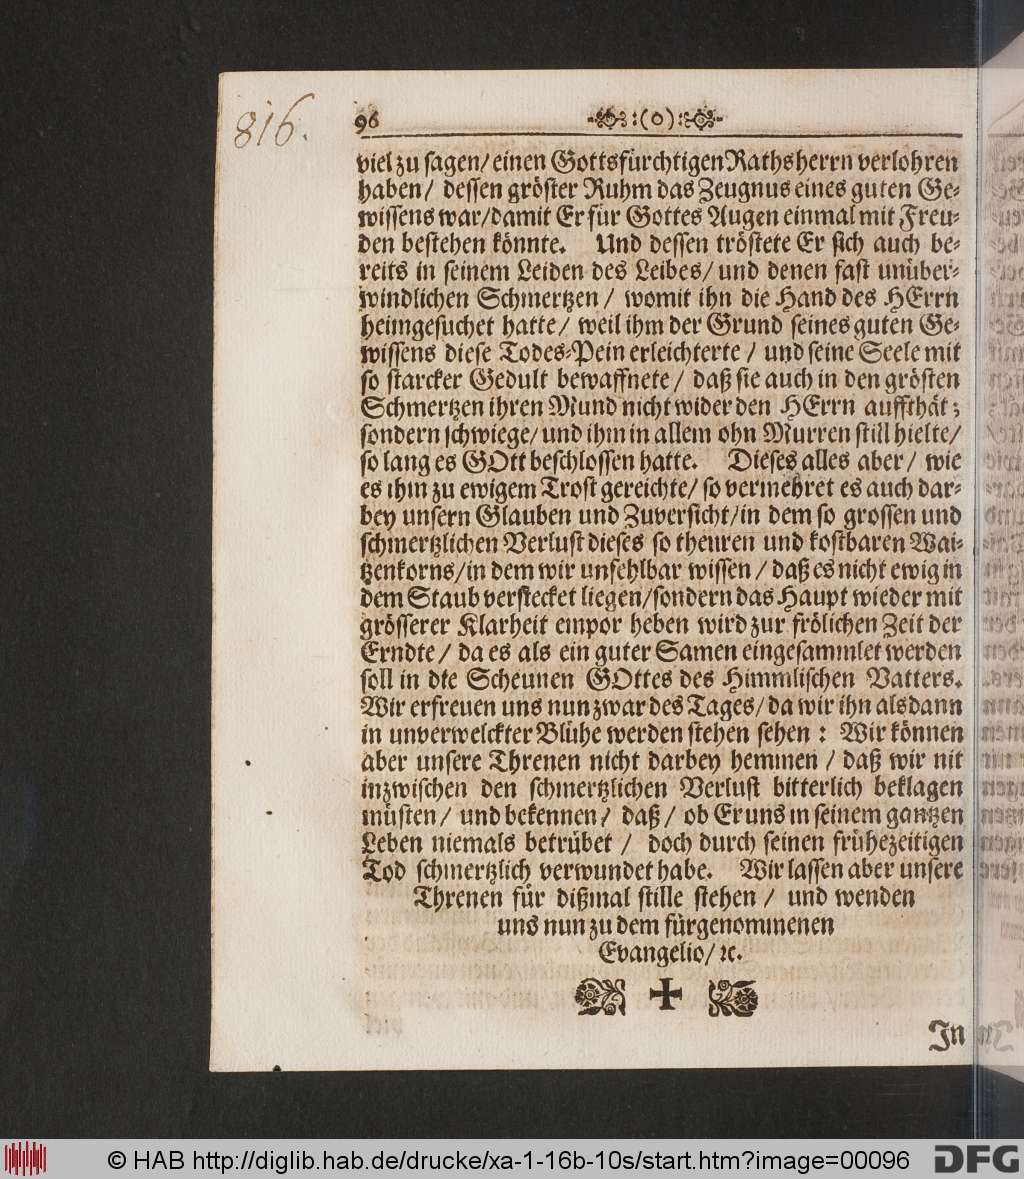 816.
96 :(o):
viel zu sagen/ einen Gottsfürchtigen Rathsherrn verlohren
haben/ dessen gröster Ruhm das Zeugnus eines guten Ge-
wissens war/ damit Er für Gottes Augen einmal mit Freu-
den bestehen könnte. Und dessen tröstete Er sich auch be-
reits in seinem Leiden des Leibes/ und denen fast unüber-
windlichen Schmertzen/ womit ihn die Hand des HErrn
heimgesuchet hatte/ weil ihm der Grund seines guten Ge-
wissens diese Todes-Pein erleichterte/ und seine Seele mit
so starcker Gedult bewaffnete/ daß sie auch in den grösten
Schmertzen ihren Mund nicht wider den HErrn auffthät;
sondern schwiege/ und ihm in allem ohn Murren still hielte/
so lang es GOtt beschlossen hatte. Dieses alles aber/ wie
es ihm zu ewigem Trost gereichte/ so vermehret es auch dar-
bey unsern Glauben und Zuversicht/ in dem so grossen und
schmertzlichen Verlust dieses so theuren und kostbaren Wai-
tzenkorns/ in dem wir unfehlbar wissen/ daß es nicht ewig in
dem Staub verstecket liegen/ sondern das Haupt wieder mit
grösserer Klarheit empor heben wird zur frölichen Zeit der
Erndte/ da es als ein guter Samen eingesammlet werden
soll in dte Scheunen GOttes des Himmlischen Vatters.
Wir erfreuen uns nun zwar des Tages/ da wir ihn alsdann
in unverwelckter Blühe werden stehen sehen: Wir können
aber unsere Threnen nicht darbey hemmen/ daß wir nit
inzwischen den schmertzlichen Verlust bitterlich beklagen
müsten/ und bekennen/ daß/ ob Er uns in seinem gantzen
Leben niemals betrübet/ doch durch seinen frühezeitigen
Tod schmertzlich verwundet habe. Wir lassen aber unsere
Threnen für dißmal stille stehen/ und wenden
uns nun zu dem fürgenommenen
Evangelio/ ꝛc.
In
© HAB http://diglib.hab.de/drucke/xa-1-16b-10s/start.htm?image=00096
DFG